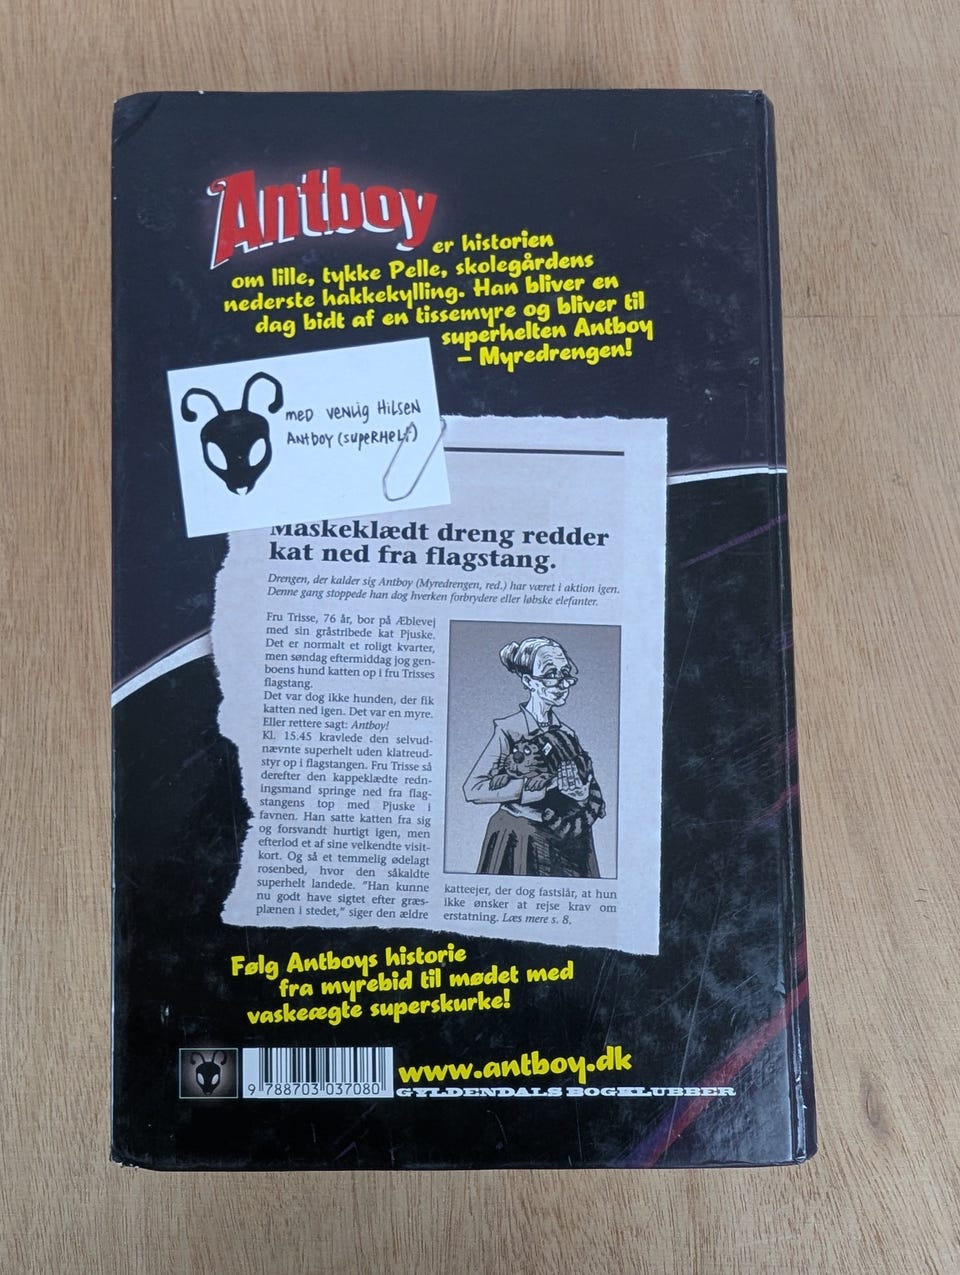 Antboy er historien
om lille, tykke Pelle, skolegårdens
nederste hakkekylling. Han bliver en
dag bidt af en tissemyre og bliver til
superhelten Antboy
– Myredrengen!
MED VENLIG HILSEN
ANTBOY (SUPERHELT)
Maskeklædt dreng redder
kat ned fra flagstang.
Drengen, der kalder sig Antboy (Myredrengen, red.) har været i aktion igen.
Denne gang stoppede han dog hverken forbrydere eller løbske elefanter.
Fru Trisse, 76 år, bor på Æblevej
med sin gråstribede kat Pjuske.
Det er normalt et roligt kvarter,
men søndag eftermiddag jog gen-
boens hund katten op i fru Trisses
flagstang.
Det var dog ikke hunden, der fik
katten ned igen. Det var en myre.
Eller rettere sagt: Antboy!
Kl. 15.45 kravlede den selvud-
nævnte superhelt uden klatreud-
styr op i flagstangen. Fru Trisse så
derefter den kappeklædte redn-
ingsmand springe ned fra flag-
stangens top med Pjuske i
favnen. Han satte katten fra sig
og forsvandt hurtigt igen, men
efterlod et af sine velkendte visit-
kort. Og så et temmelig ødelagt
rosenbed, hvor den såkaldte
superhelt landede. "Han kunne
nu godt have sigtet efter græs-
plænen i stedet," siger den ældre
katteejer, der dog fastslår, at hun
ikke ønsker at rejse krav om
erstatning. Læs mere s. 8.
Følg Antboys historie
fra myrebid til mødet med
vaskeægte superskurke!
9 788703 037080
www.antboy.dk
GYLDENDALS BOGKLUBBER